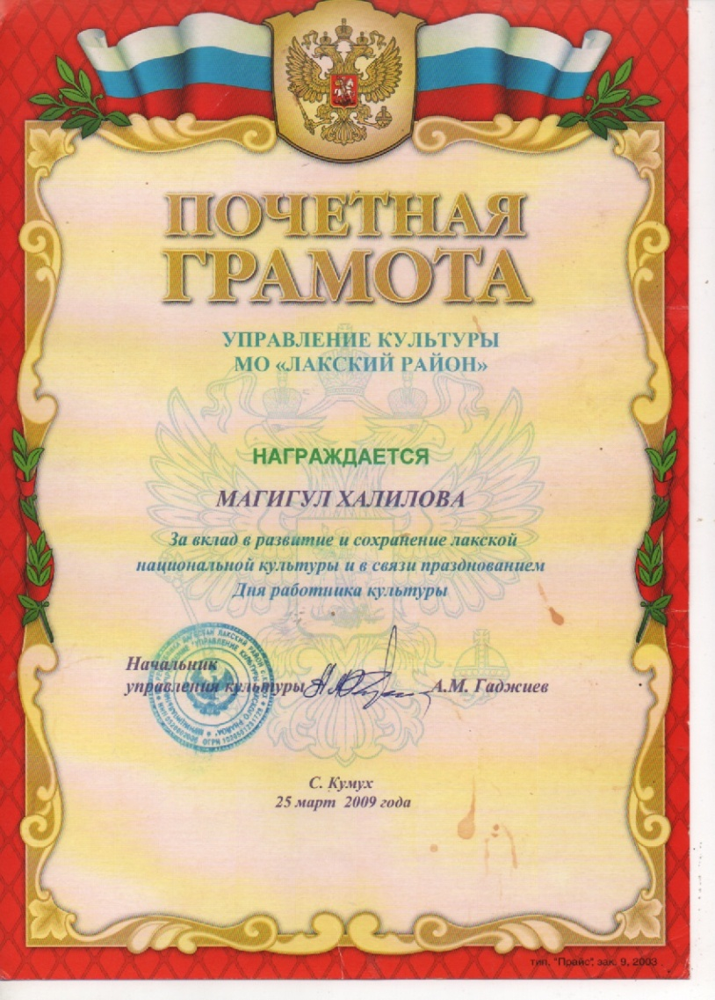 ПОЧЕТНАЯ
ГРАМОТА
УПРАВЛЕНИЕ КУЛЬТУРЫ
МО «ЛАКСКИЙ РАЙОН»
НАГРАЖДАЕТСЯ
МАГИГУЛ ХАЛИЛОВА
За вклад в развитие и сохранение лакской
национальной культуры и в связи празднованием
Дня работника культуры
Начальник
управления культуры А.М. Гаджиев
С. Кумух
25 март 2009 года
тип. "Прайс", зак. 9, 2003